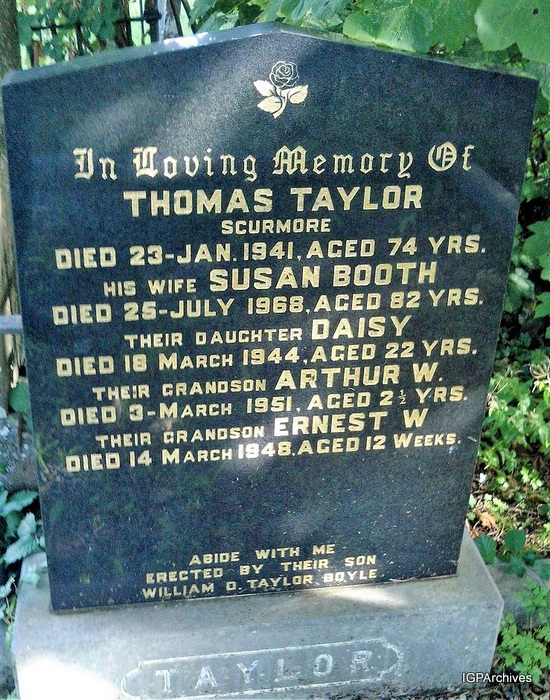 In Loving Memory Of
THOMAS TAYLOR
SCURMORE
DIED 23-JAN.1941, AGED 74 YRS.
HIS WIFE SUSAN BOOTH
DIED 25-JULY 1968, AGED 82 YRS.
THEIR DAUGHTER DAISY
DIED 18 MARCH 1944, AGED 22 YRS.
THEIR GRANDSON ARTHUR W.
DIED 3-MARCH 1951, AGED 2½ YRS.
THEIR GRANDSON ERNEST W
DIED 14 MARCH 1948. AGED 12 WEEKS.
ABIDE WITH ME
ERECTED BY THEIR SON
WILLIAM D. TAYLOR. BOYLE
TAYLOR
IGPArchives